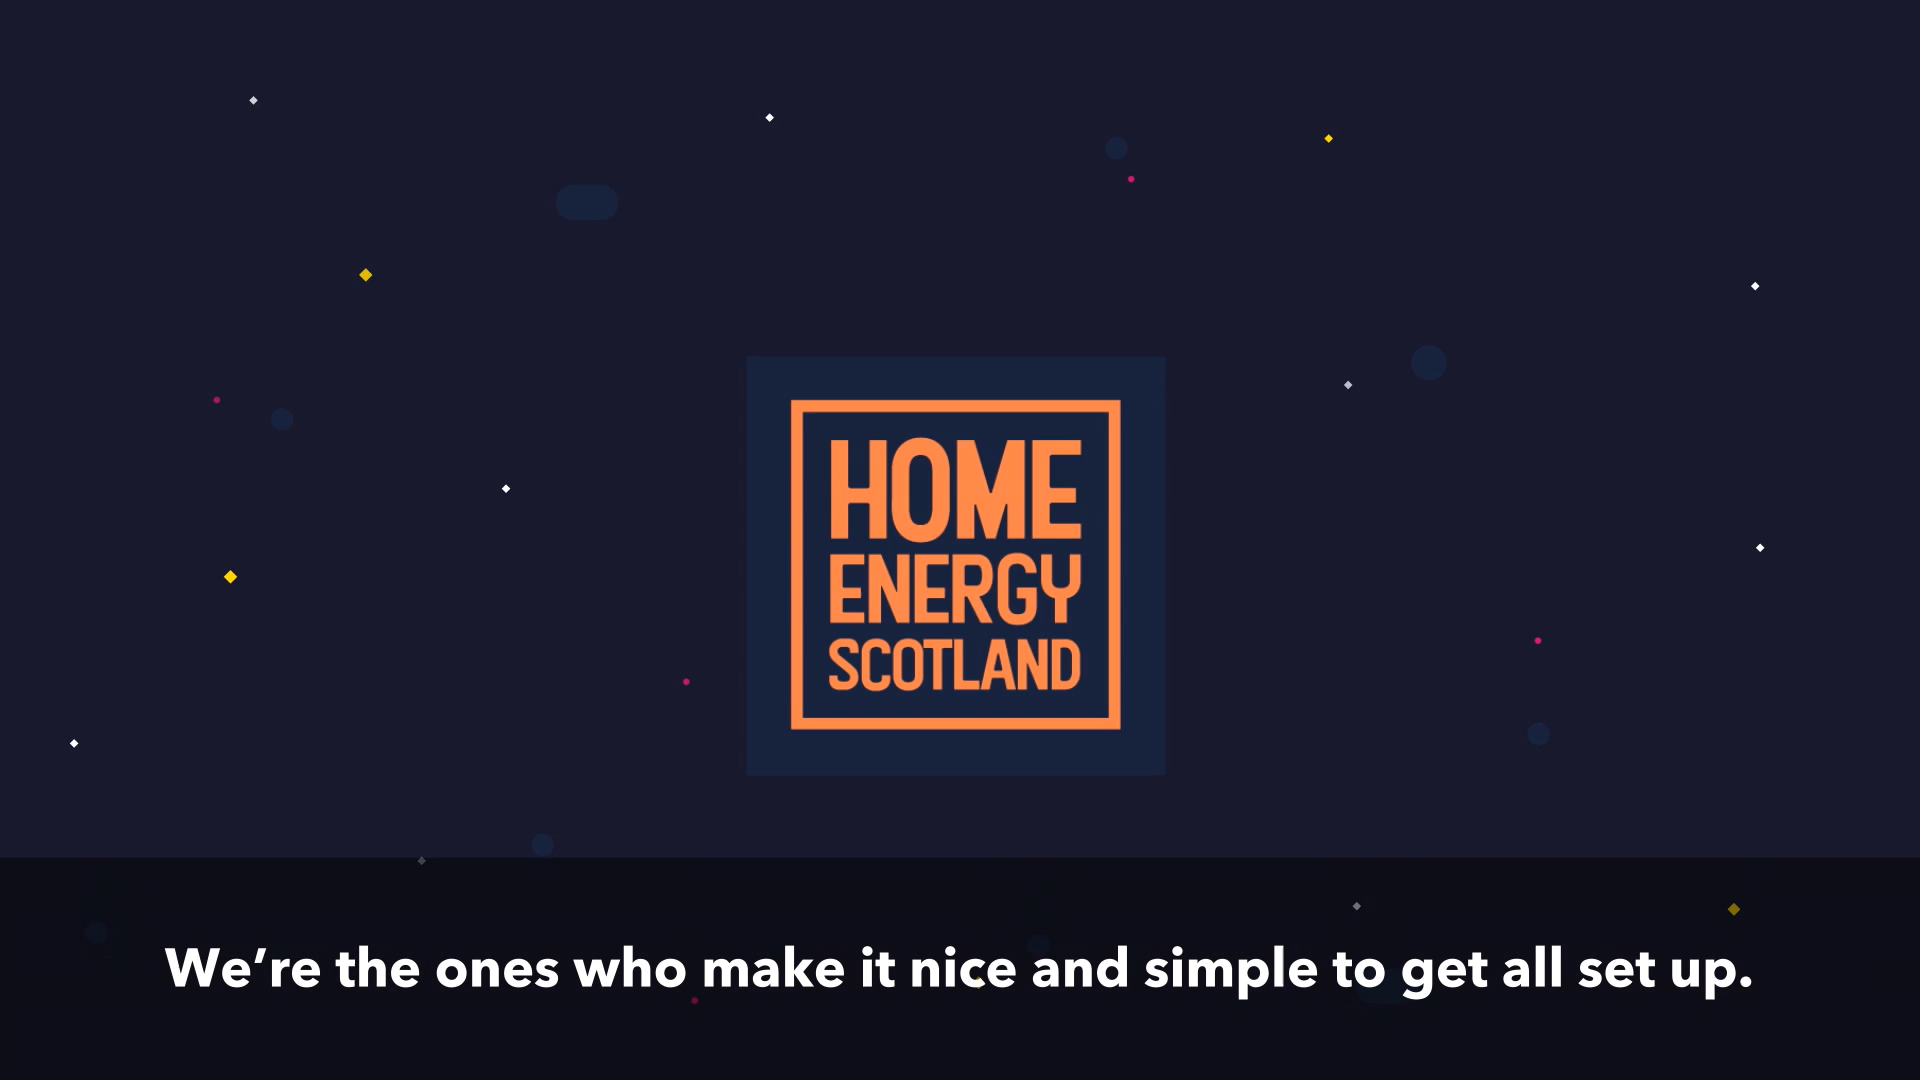 HOME
ENERGY
SCOTLAND
We’re the ones who make it nice and simple to get all set up.